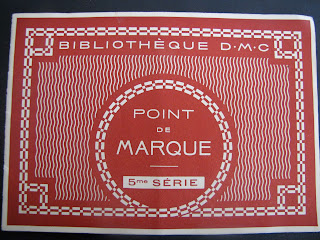 BIBLIOTHÈQUE D·M·C
POINT
DE
MARQUE
5me SÉRIE